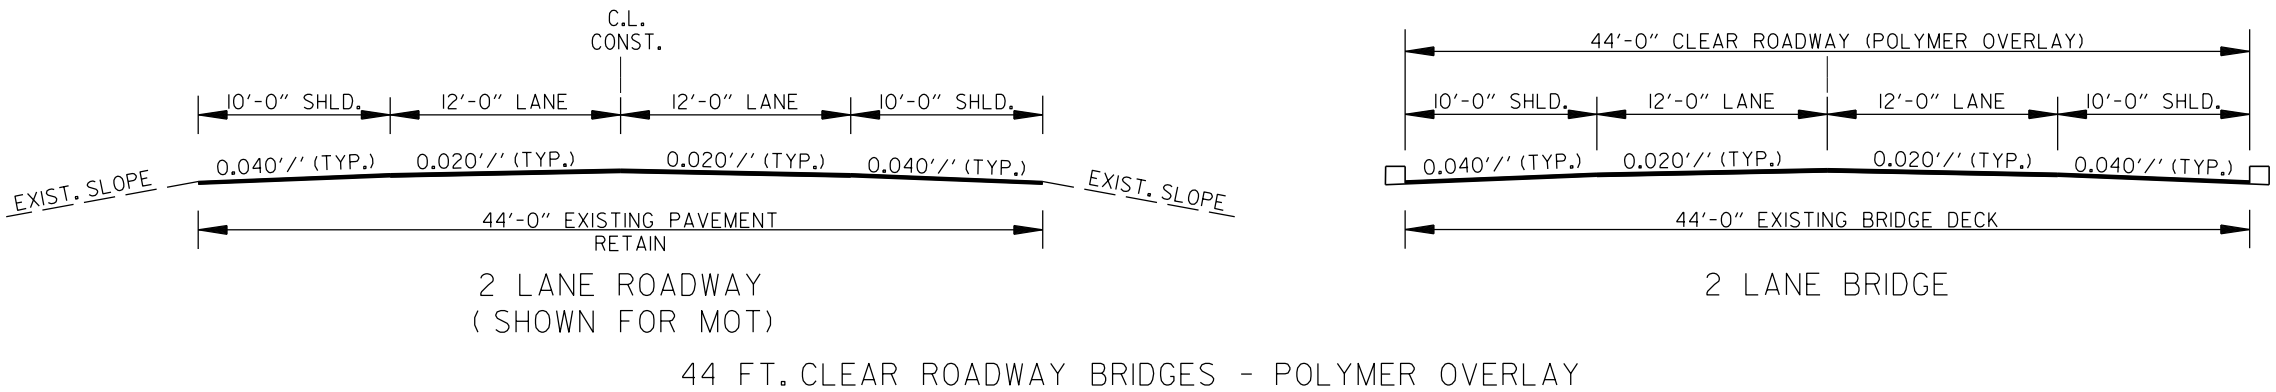 C.L.
CONST.
10'-0" SHLD.
12'-0" LANE
12'-0" LANE
10'-0" SHLD.
0.040'/' (TYP.)
0.020'/' (TYP.)
0.020'/' (TYP.)
0.040'/' (TYP.)
EXIST. SLOPE
EXIST. SLOPE
44'-0" EXISTING PAVEMENT
RETAIN
2 LANE ROADWAY
(SHOWN FOR MOT)
44'-0" CLEAR ROADWAY (POLYMER OVERLAY)
10'-0" SHLD.
12'-0" LANE
12'-0" LANE
10'-0" SHLD.
0.040'/' (TYP.)
0.020'/' (TYP.)
0.020'/' (TYP.)
0.040'/' (TYP.)
44'-0" EXISTING BRIDGE DECK
2 LANE BRIDGE
44 FT. CLEAR ROADWAY BRIDGES - POLYMER OVERLAY